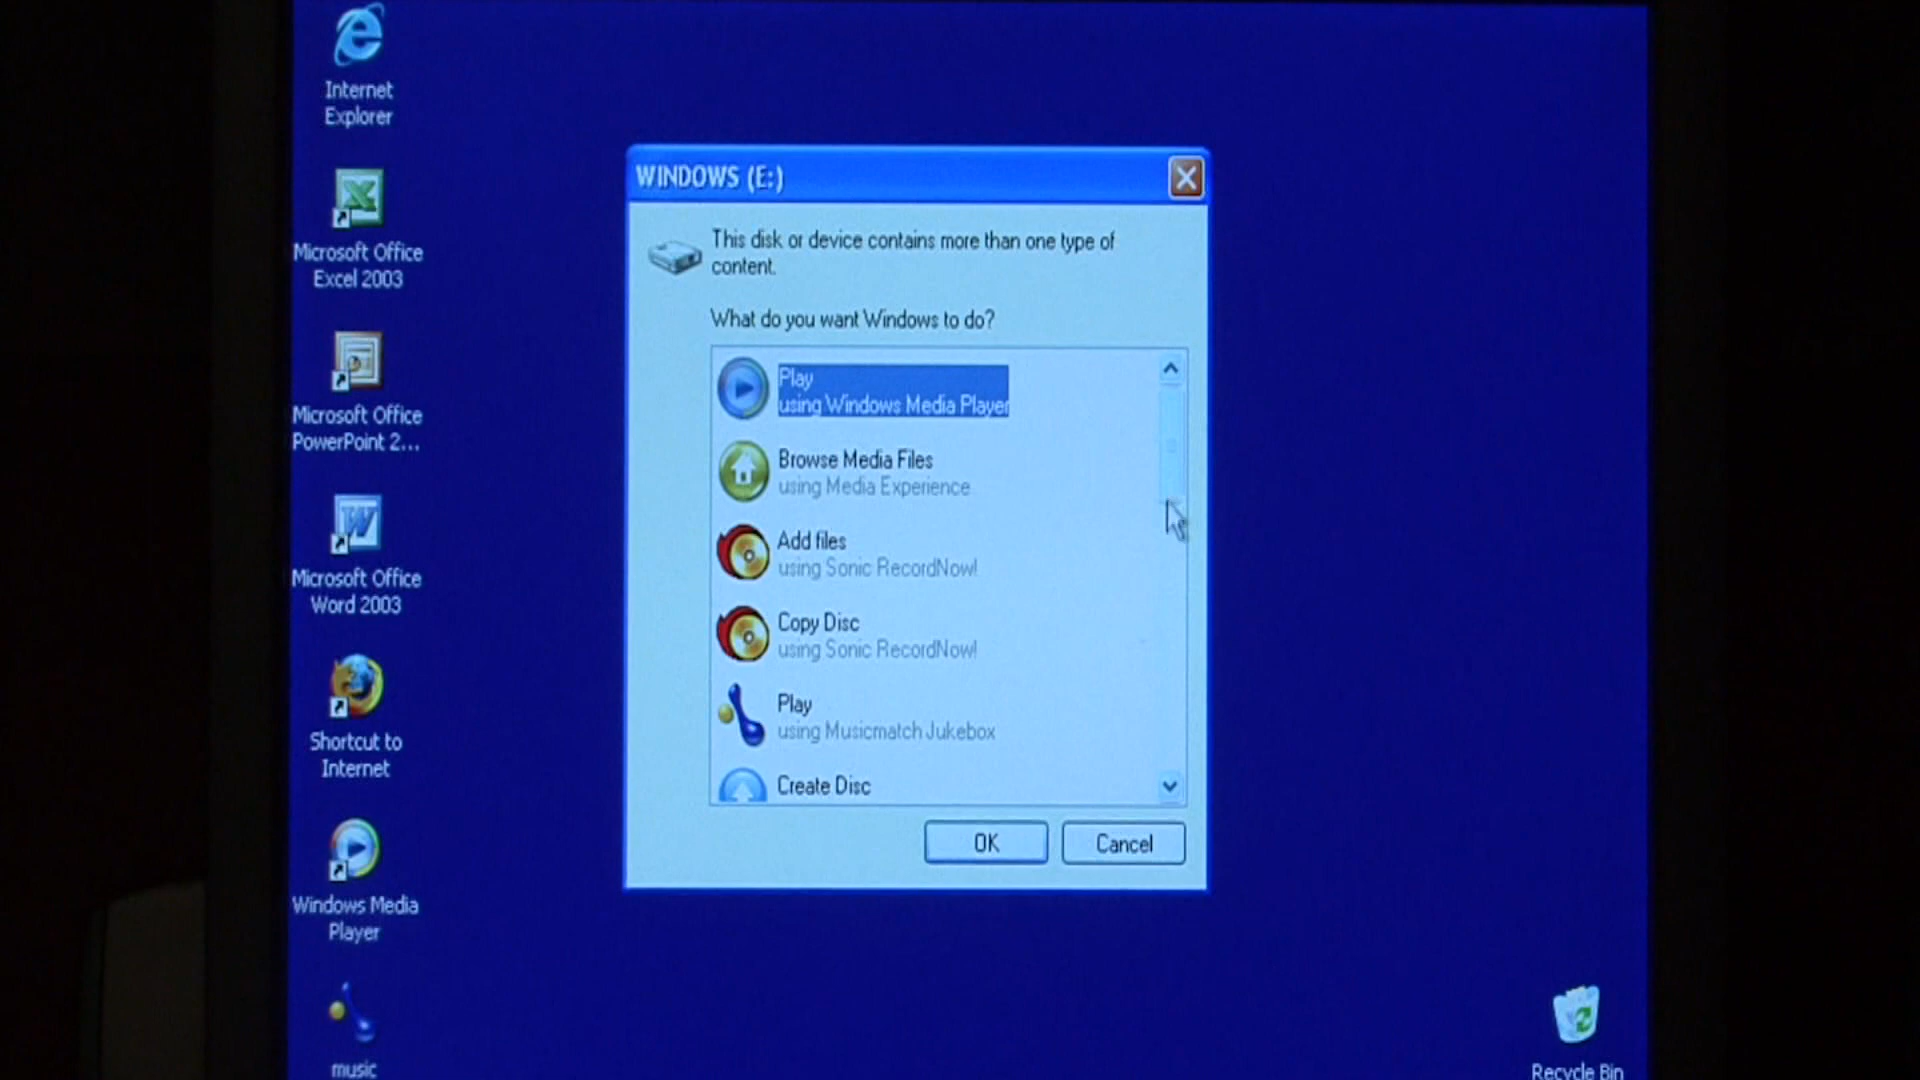 Internet
Explorer
Microsoft Office
Excel 2003
Microsoft Office
PowerPoint 2...
Microsoft Office
Word 2003
Shortcut to
Internet
Windows Media
Player
music
WINDOWS (E:)
This disk or device contains more than one type of
content.
What do you want Windows to do?
Play
using Windows Media Player
Browse Media Files
using Media Experience
Add files
using Sonic RecordNow!
Copy Disc
using Sonic RecordNow!
Play
using Musicmatch Jukebox
Create Disc
OK
Cancel
Recycle Bin